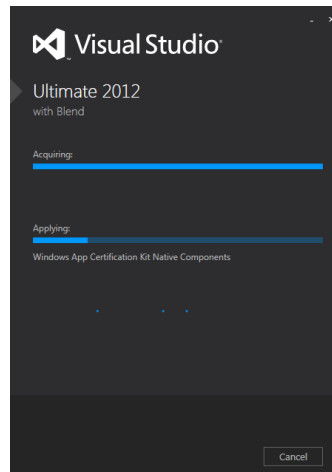 Visual Studio
Ultimate 2012
with Blend
Acquiring:
Applying:
Windows App Certification Kit Native Components
Cancel